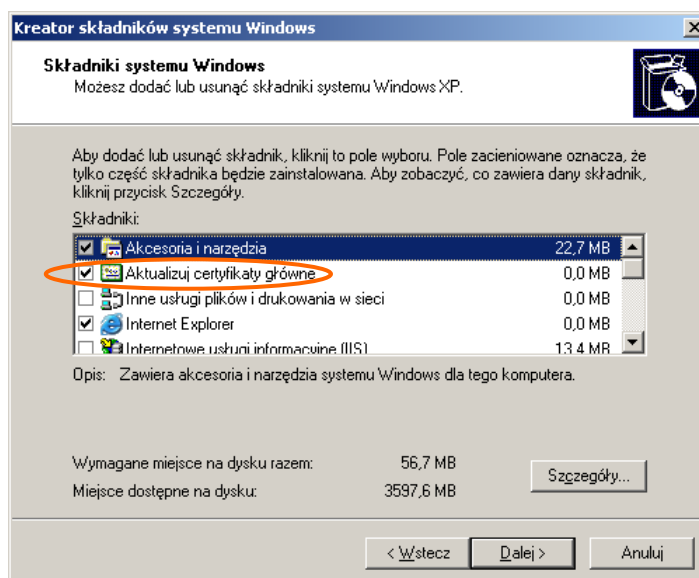 Kreator składników systemu Windows
Składniki systemu Windows
Możesz dodać lub usunąć składniki systemu Windows XP.
Aby dodać lub usunąć składnik, kliknij to pole wyboru. Pole zacieniowane oznacza, że
tylko część składnika będzie zainstalowana. Aby zobaczyć, co zawiera dany składnik,
kliknij przycisk Szczegóły.
Składniki:
Akcesoria i narzędzia 22,7 MB
Aktualizuj certyfikaty główne 0,0 MB
Inne usługi plików i drukowania w sieci 0,0 MB
Internet Explorer 0,0 MB
Internetowe usługi informacyjne (IIS) 13,4 MB
Opis: Zawiera akcesoria i narzędzia systemu Windows dla tego komputera.
Wymagane miejsce na dysku razem: 56,7 MB
Miejsce dostępne na dysku: 3597,6 MB
Szczegóły...
< Wstecz
Dalej >
Anuluj